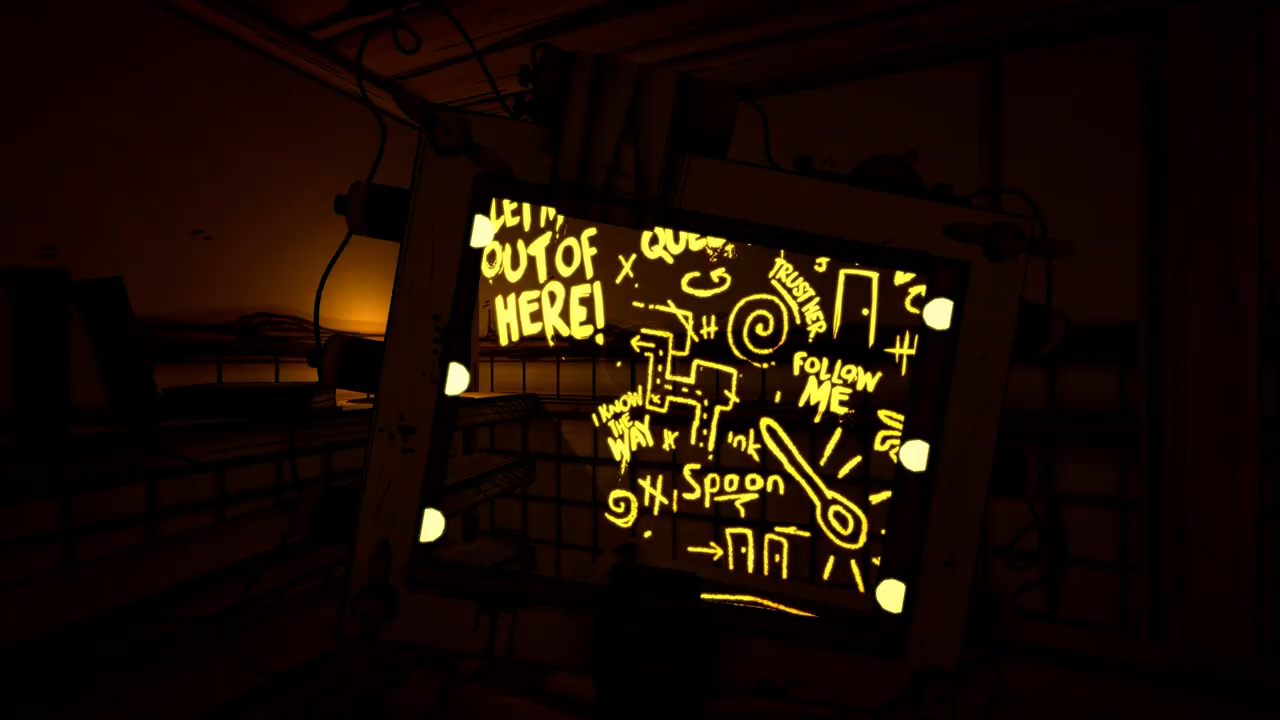 OUT OF
HERE!
TRUST HER
FOLLOW
ME
I KNOW
THE
WAY
ink
Spoon